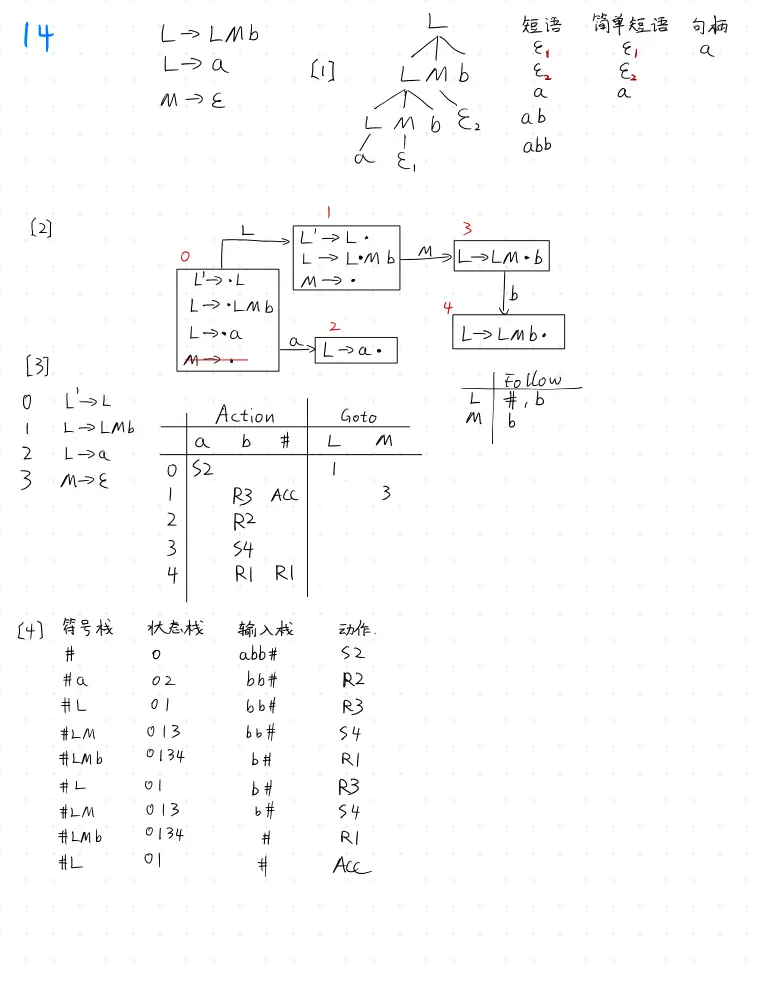 14
L→LMb
L→a
M→ε
[1]
L
L M b
L M b ε₂
a ε₁
短语 简单短语 句柄
ε₁ ε₁ a
ε₂ ε₂
a a
ab
abb
[2]
0
L'→·L
L→·LMb
L→·a
M→·
L
1
L'→L·
L→L·Mb
M→·
a
2
L→a·
M
3
L→LM·b
b
4
L→LMb·
[3]
0 L'→L
1 L→LMb
2 L→a
3 M→ε
Action Goto
a b # L M
0 S2 1
1 R3 ACC 3
2 R2
3 S4
4 R1 R1
Follow
L #,b
M b
[4] 符号栈 状态栈 输入栈 动作.
# 0 abb# S2
#a 02 bb# R2
#L 01 bb# R3
#LM 013 bb# S4
#LMb 0134 b# R1
#L 01 b# R3
#LM 013 b# S4
#LMb 0134 # R1
#L 01 # ACC